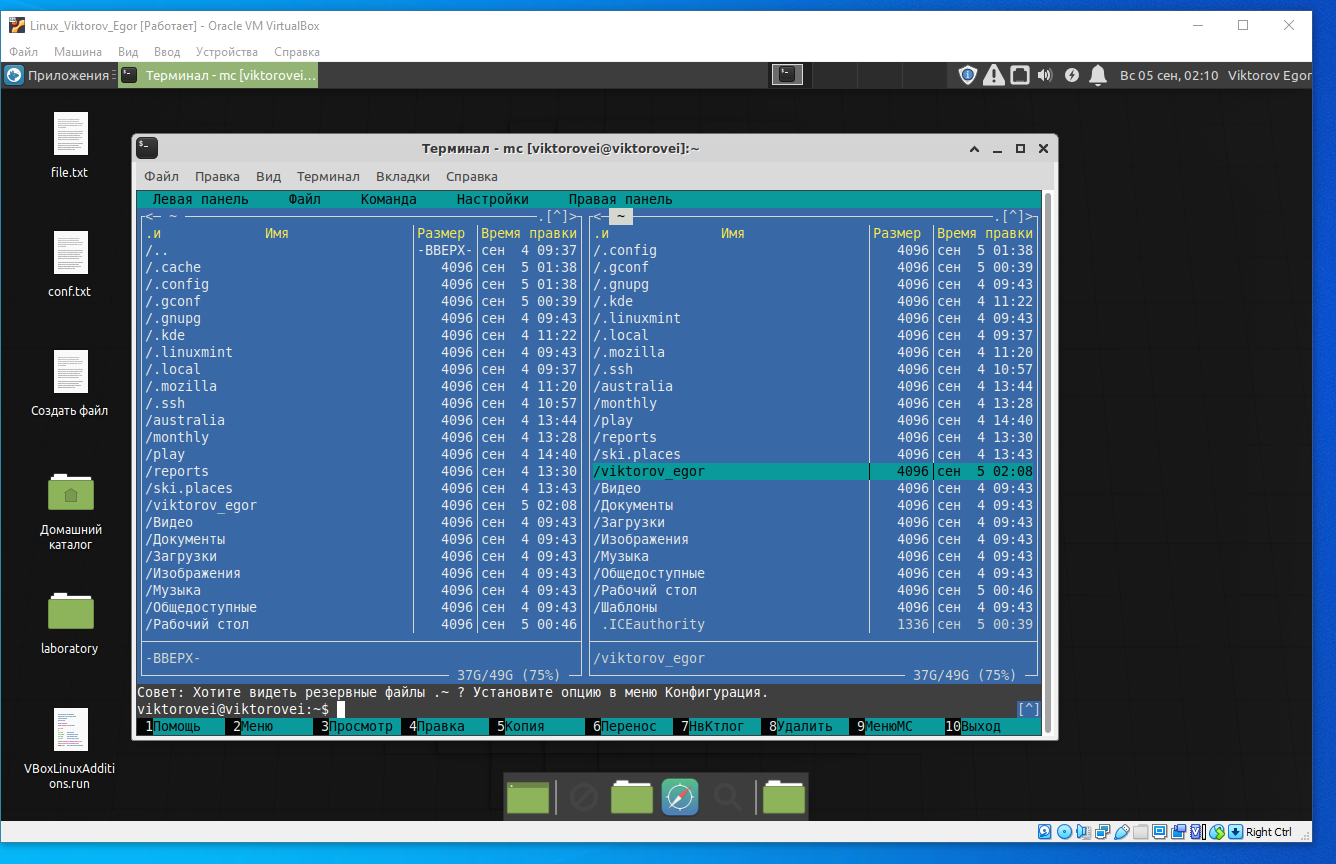 Linux_Viktorov_Egor [Работает] - Oracle VM VirtualBox
Файл Машина Вид Ввод Устройства Справка
Приложения Терминал - mc [viktorovei... Вс 05 сен, 02:10 Viktorov Egor
file.txt
conf.txt
Создать файл
Домашний
каталог
laboratory
VBoxLinuxAdditi
ons.run
Терминал - mc [viktorovei@viktorovei]:~
Файл Правка Вид Терминал Вкладки Справка
Левая панель Файл Команда Настройки Правая панель
<─ ~ .[^]>
.и Имя Размер Время правки
/.. -ВВЕРХ- сен 4 09:37
/.cache 4096 сен 5 01:38
/.config 4096 сен 5 01:38
/.gconf 4096 сен 5 00:39
/.gnupg 4096 сен 4 09:43
/.kde 4096 сен 4 11:22
/.linuxmint 4096 сен 4 09:43
/.local 4096 сен 4 09:37
/.mozilla 4096 сен 4 11:20
/.ssh 4096 сен 4 10:57
/australia 4096 сен 4 13:44
/monthly 4096 сен 4 13:28
/play 4096 сен 4 14:40
/reports 4096 сен 4 13:30
/ski.places 4096 сен 4 13:43
/viktorov_egor 4096 сен 5 02:08
/Видео 4096 сен 4 09:43
/Документы 4096 сен 4 09:43
/Загрузки 4096 сен 4 09:43
/Изображения 4096 сен 4 09:43
/Музыка 4096 сен 4 09:43
/Общедоступные 4096 сен 4 09:43
/Рабочий стол 4096 сен 5 00:46
-ВВЕРХ-
37G/49G (75%)
<─ ~ .[^]>
.и Имя Размер Время правки
/.config 4096 сен 5 01:38
/.gconf 4096 сен 5 00:39
/.gnupg 4096 сен 4 09:43
/.kde 4096 сен 4 11:22
/.linuxmint 4096 сен 4 09:43
/.local 4096 сен 4 09:37
/.mozilla 4096 сен 4 11:20
/.ssh 4096 сен 4 10:57
/australia 4096 сен 4 13:44
/monthly 4096 сен 4 13:28
/play 4096 сен 4 14:40
/reports 4096 сен 4 13:30
/ski.places 4096 сен 4 13:43
/viktorov_egor 4096 сен 5 02:08
/Видео 4096 сен 4 09:43
/Документы 4096 сен 4 09:43
/Загрузки 4096 сен 4 09:43
/Изображения 4096 сен 4 09:43
/Музыка 4096 сен 4 09:43
/Общедоступные 4096 сен 4 09:43
/Рабочий стол 4096 сен 5 00:46
/Шаблоны 4096 сен 4 09:43
.ICEauthority 1336 сен 5 00:39
/viktorov_egor
37G/49G (75%)
Совет: Хотите видеть резервные файлы .~ ? Установите опцию в меню Конфигурация.
viktorovei@viktorovei:~$ [^]
1Помощь 2Меню 3Просмотр 4Правка 5Копия 6Перенос 7НвКтлог 8Удалить 9МенюМС 10Выход
Right Ctrl